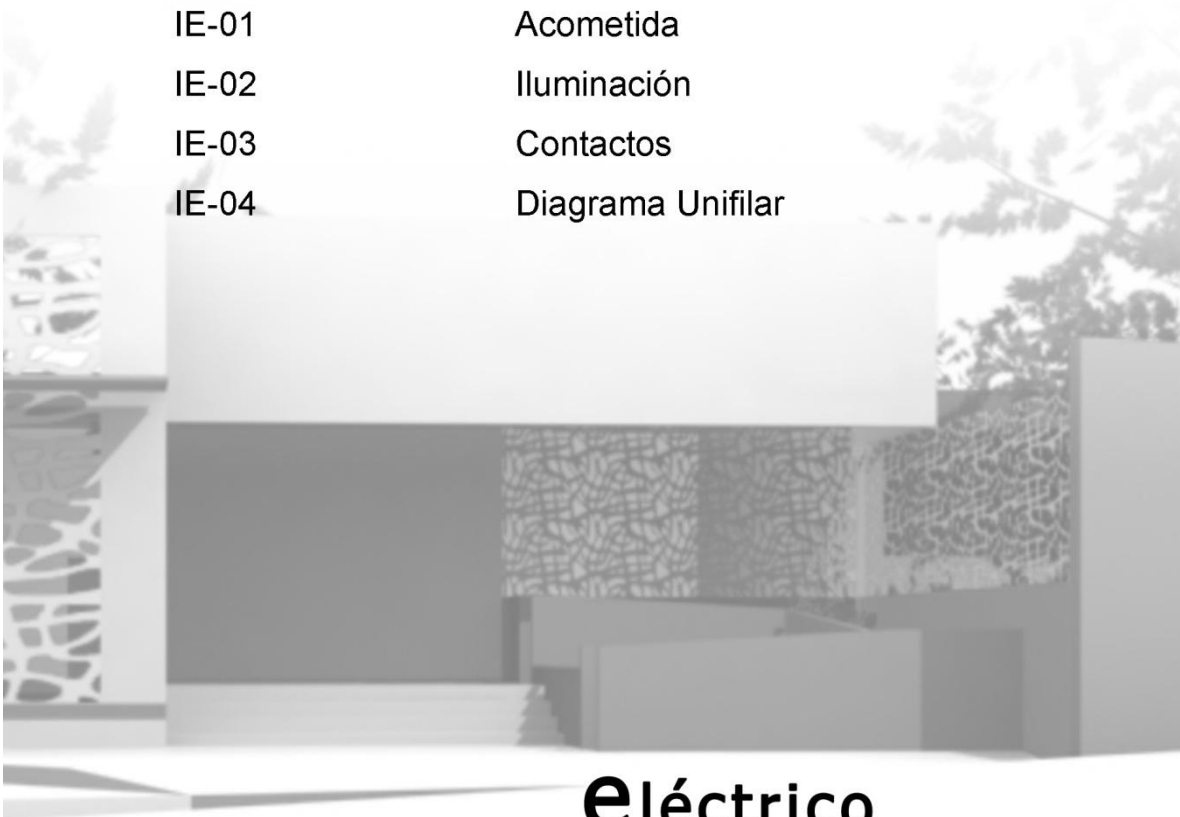 IE-01 Acometida
IE-02 Iluminación
IE-03 Contactos
IE-04 Diagrama Unifilar
eléctrico